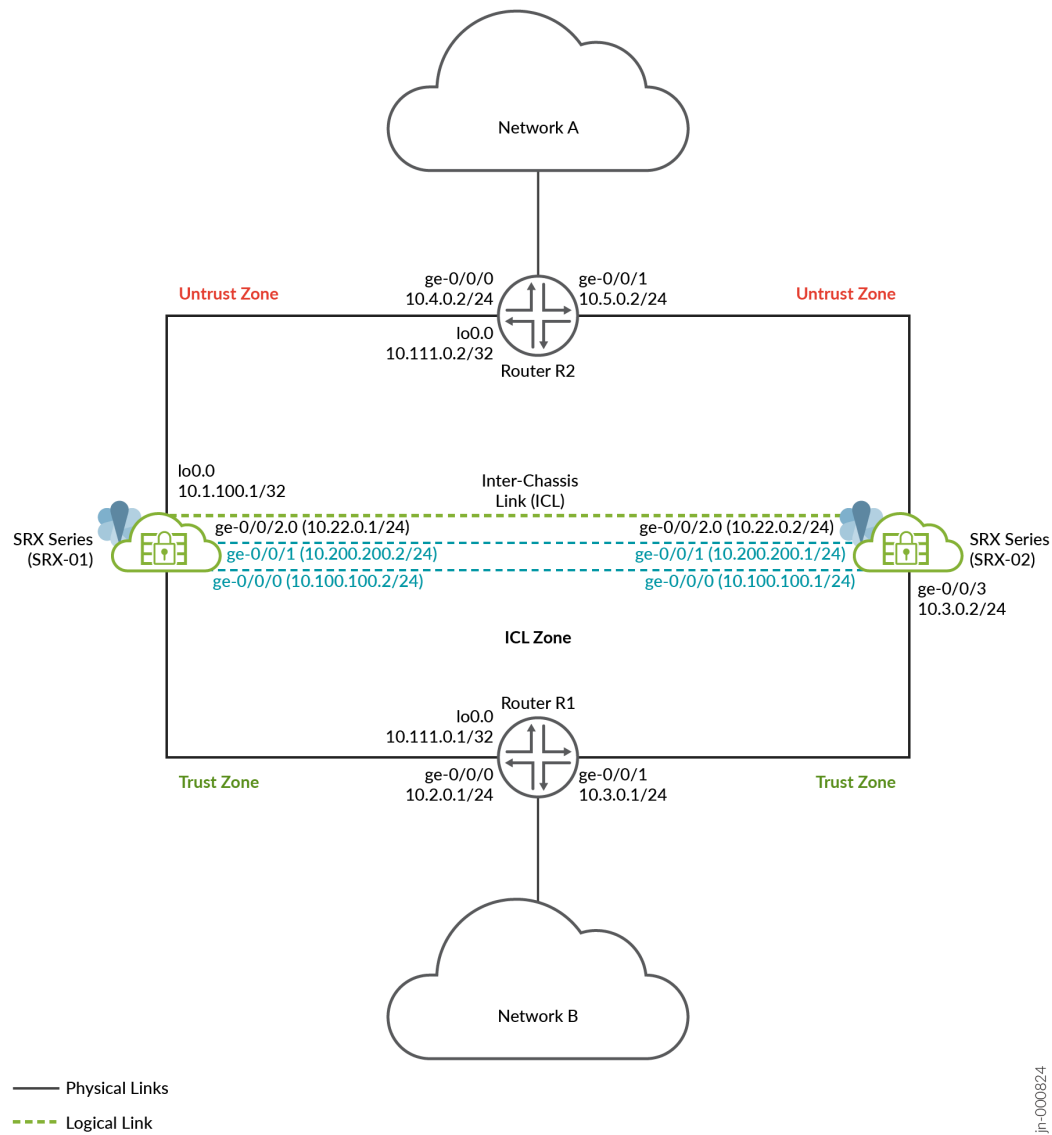 Network A
ge-0/0/0
10.4.0.2/24
ge-0/0/1
10.5.0.2/24
Untrust Zone
Untrust Zone
lo0.0
10.111.0.2/32
Router R2
lo0.0
10.1.100.1/32
Inter-Chassis
Link (ICL)
SRX Series
(SRX-01)
ge-0/0/2.0 (10.22.0.1/24)
ge-0/0/2.0 (10.22.0.2/24)
ge-0/0/1 (10.200.200.2/24)
ge-0/0/1 (10.200.200.1/24)
ge-0/0/0 (10.100.100.2/24)
ge-0/0/0 (10.100.100.1/24)
SRX Series
(SRX-02)
ge-0/0/3
10.3.0.2/24
ICL Zone
Router R1
lo0.0
10.111.0.1/32
Trust Zone
ge-0/0/0
10.2.0.1/24
ge-0/0/1
10.3.0.1/24
Trust Zone
Network B
Physical Links
Logical Link
jn-000824